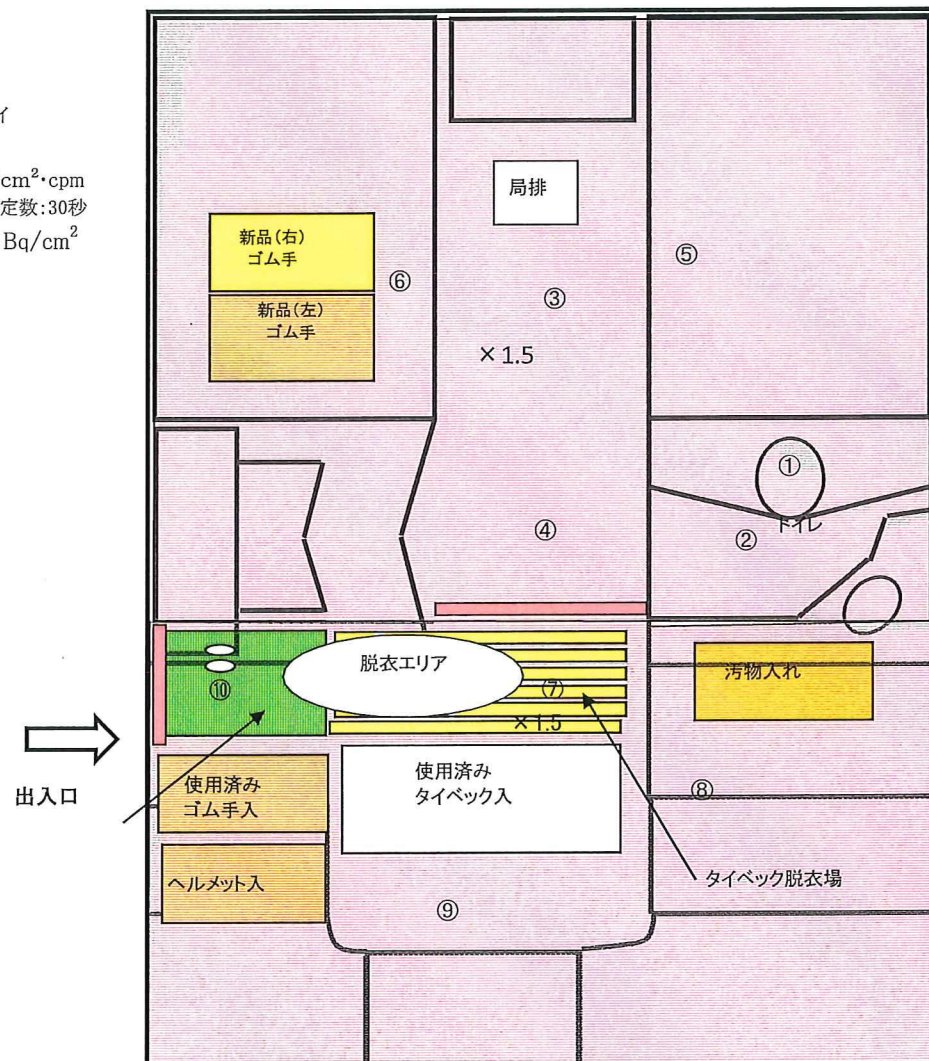 イ
cm²・cpm
定数:30秒
Bq/cm²
局排
新品(右)
ゴム手
新品(左)
ゴム手
⑥
⑤
③
×1.5
①
トイレ
②
④
脱衣エリア
⑦
×1.5
⑩
汚物入れ
出入口
使用済み
ゴム手入
使用済み
タイベック入
⑧
ヘルメット入
タイベック脱衣場
⑨